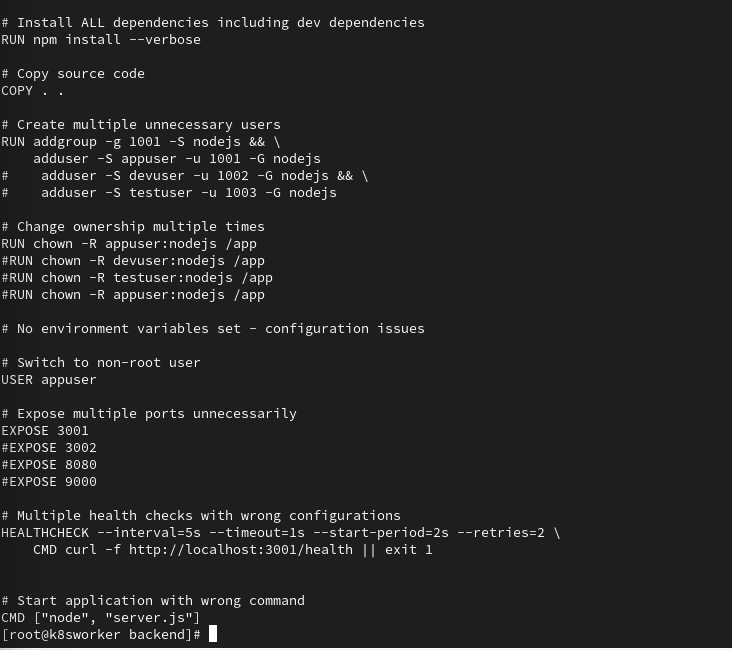 # Install ALL dependencies including dev dependencies
RUN npm install --verbose
# Copy source code
COPY . .
# Create multiple unnecessary users
RUN addgroup -g 1001 -S nodejs && \
    adduser -S appuser -u 1001 -G nodejs
#    adduser -S devuser -u 1002 -G nodejs && \
#    adduser -S testuser -u 1003 -G nodejs
# Change ownership multiple times
RUN chown -R appuser:nodejs /app
#RUN chown -R devuser:nodejs /app
#RUN chown -R testuser:nodejs /app
#RUN chown -R appuser:nodejs /app
# No environment variables set - configuration issues
# Switch to non-root user
USER appuser
# Expose multiple ports unnecessarily
EXPOSE 3001
#EXPOSE 3002
#EXPOSE 8080
#EXPOSE 9000
# Multiple health checks with wrong configurations
HEALTHCHECK --interval=5s --timeout=1s --start-period=2s --retries=2 \
    CMD curl -f http://localhost:3001/health || exit 1
# Start application with wrong command
CMD ["node", "server.js"]
[root@k8sworker backend]#